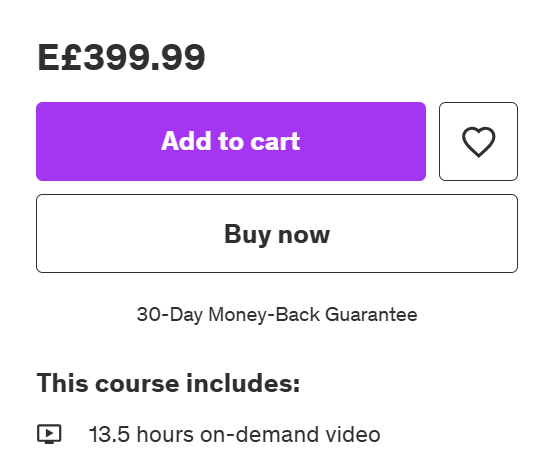 E£399.99
Add to cart
Buy now
30-Day Money-Back Guarantee
This course includes:
13.5 hours on-demand video